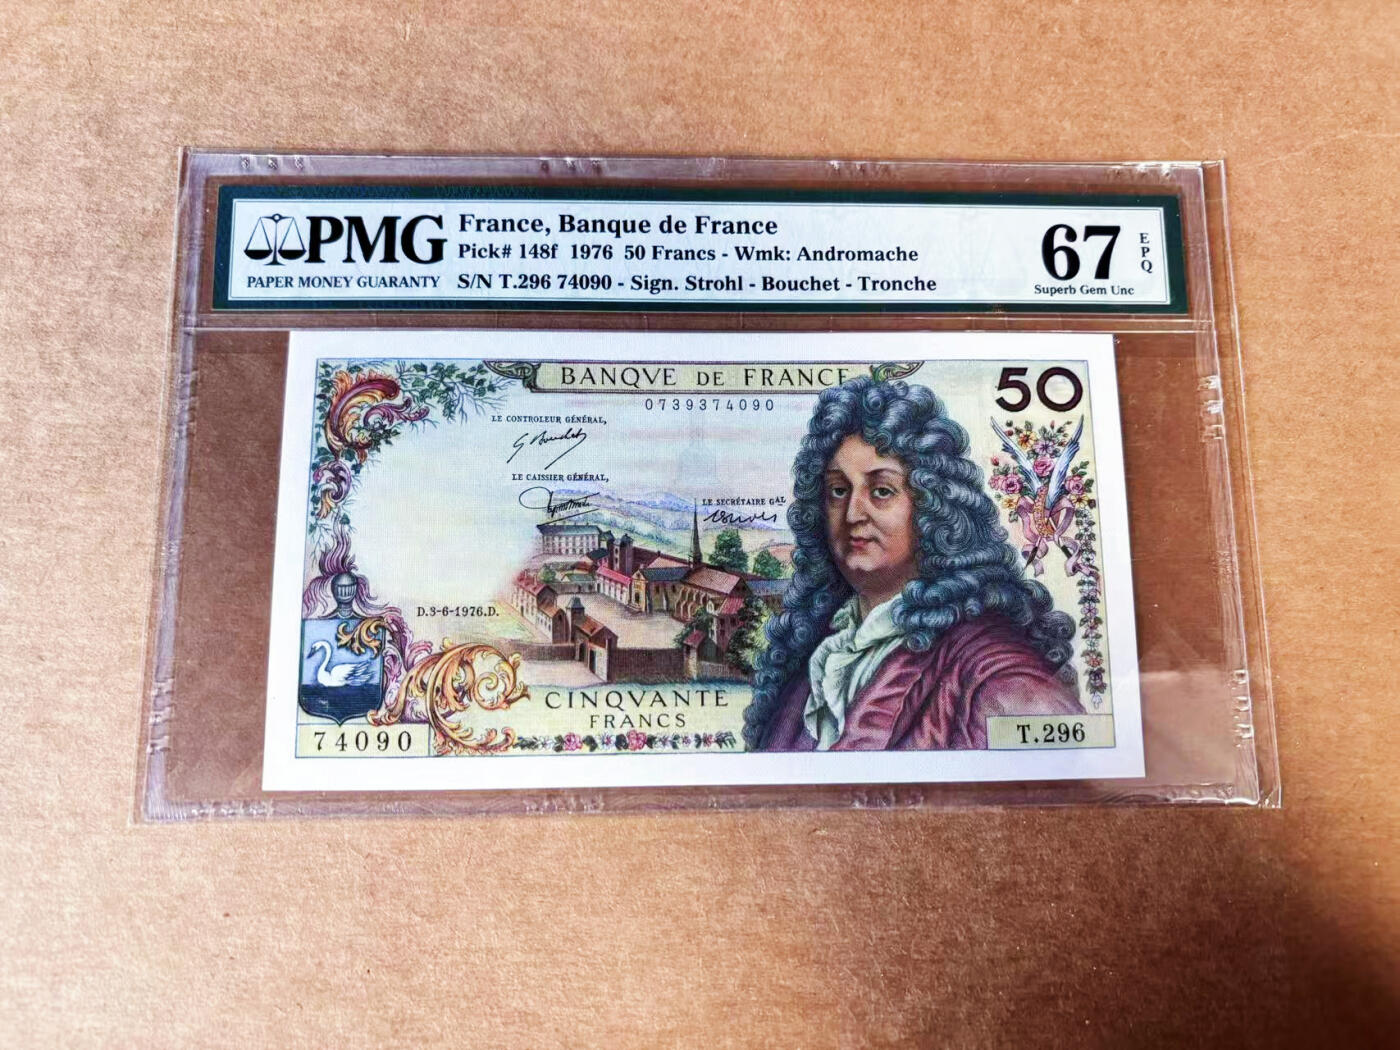 PMG
PAPER MONEY GUARANTY
France, Banque de France
Pick# 148f 1976 50 Francs - Wmk: Andromache
S/N T.296 74090 - Sign. Strohl - Bouchet - Tronche
67
EPQ
Superb Gem Unc
BANQVE DE FRANCE
50
0739374090
LE CONTROLEUR GÉNÉRAL,
G Bouchet
LE CAISSIER GÉNÉRAL,
LE SECRÉTAIRE GAL
D.3-6-1976.D.
CINQVANTE
FRANCS
74090
T.296